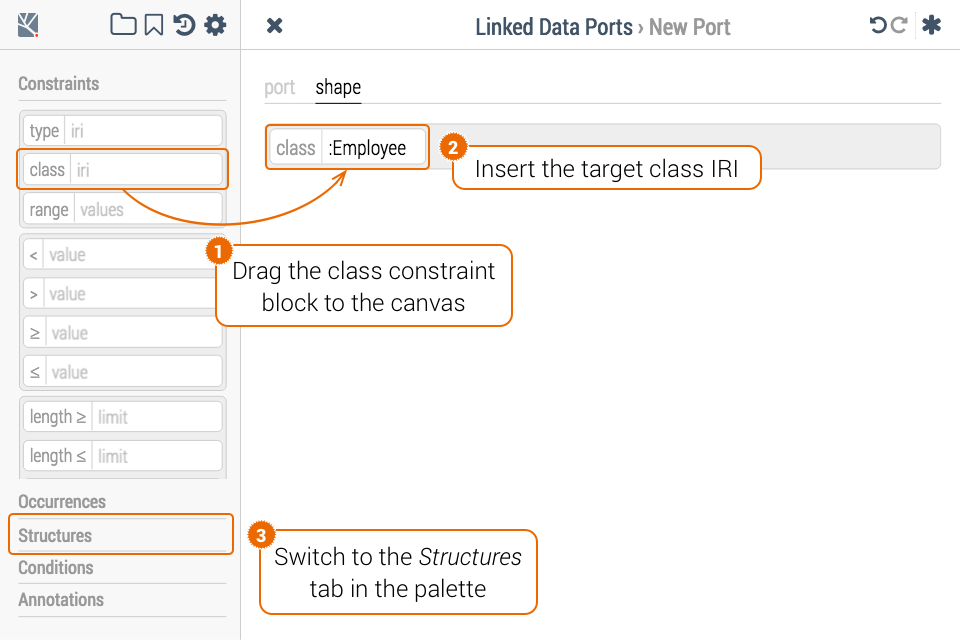 Linked Data Ports › New Port
Constraints
port shape
type iri
class iri
class :Employee
2
Insert the target class IRI
range values
1
Drag the class constraint
block to the canvas
< value
> value
≥ value
≤ value
length ≥ limit
length ≤ limit
Occurrences
Structures
3
Switch to the Structures
tab in the palette
Conditions
Annotations